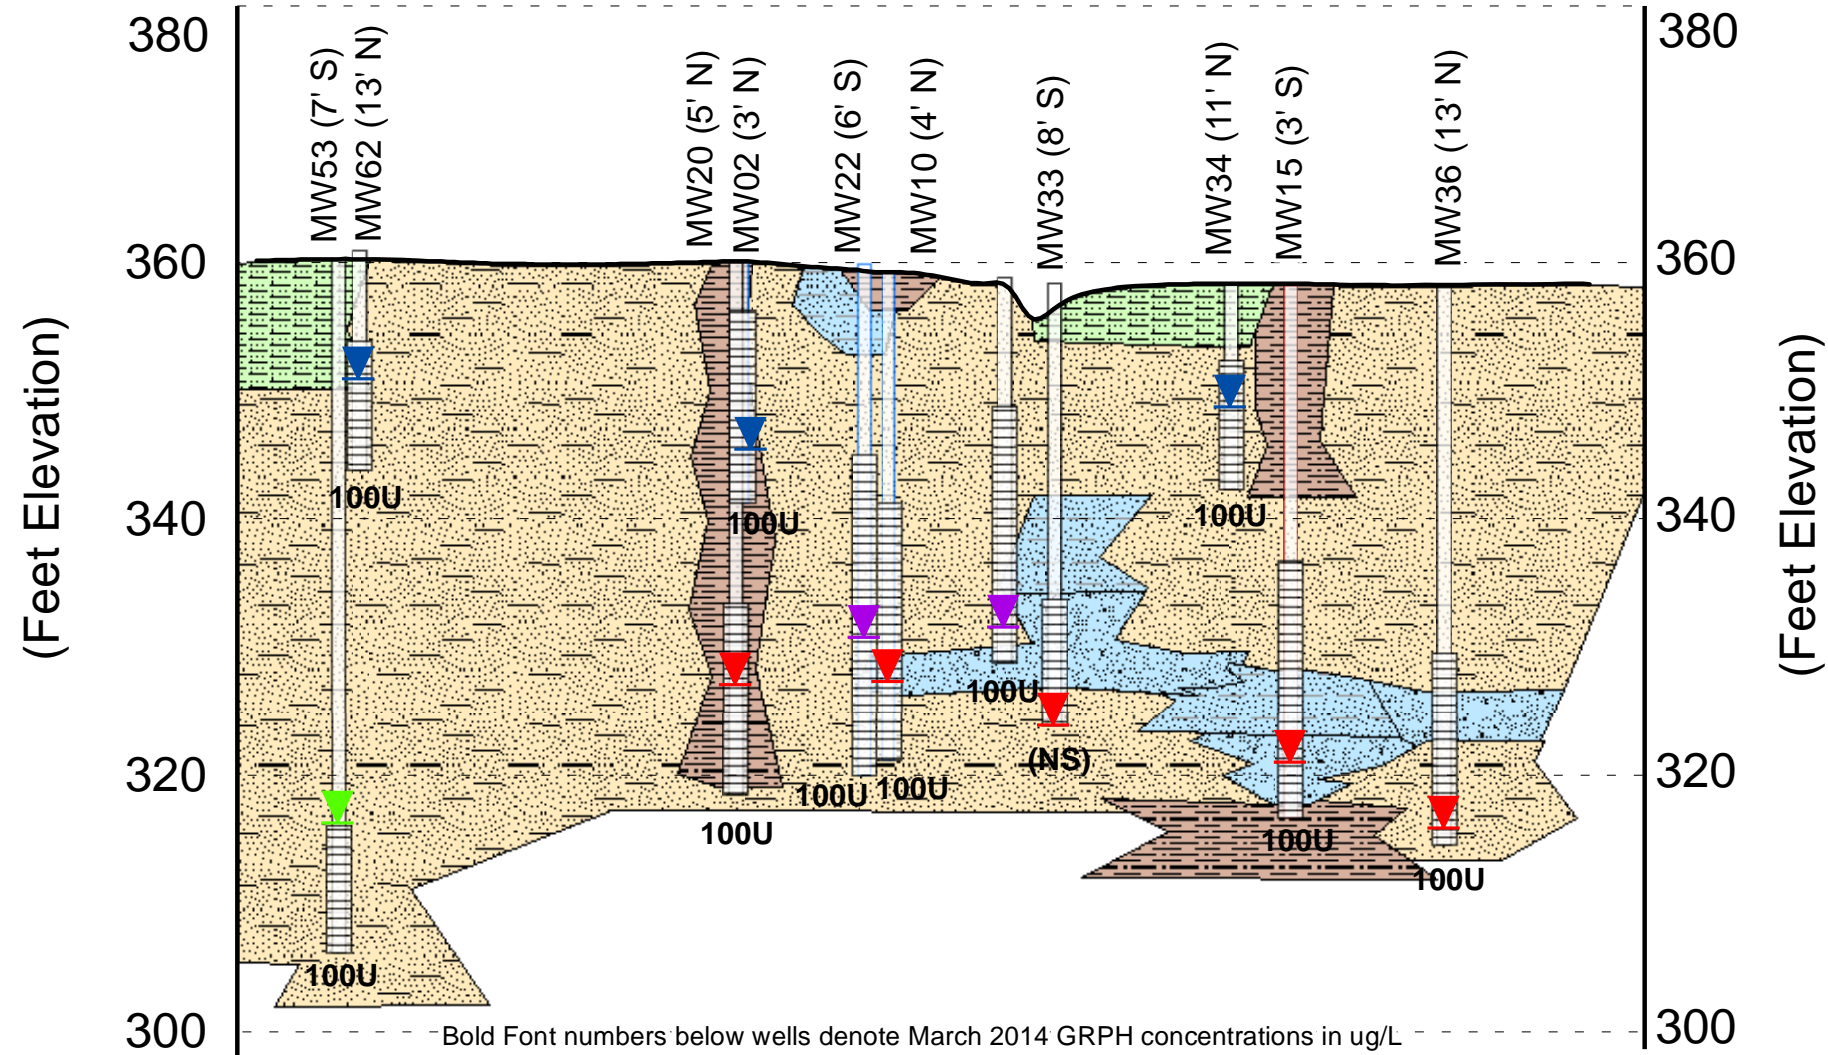 380
380
MW53 (7' S)
MW62 (13' N)
MW20 (5' N)
MW02 (3' N)
MW22 (6' S)
MW10 (4' N)
MW33 (8' S)
MW34 (11' N)
MW15 (3' S)
MW36 (13' N)
360
360
(Feet Elevation)
(Feet Elevation)
100U
100U
100U
340
340
100U
(NS)
320
320
100U
100U
100U
100U
100U
100U
300
300
Bold Font numbers below wells denote March 2014 GRPH concentrations in ug/L